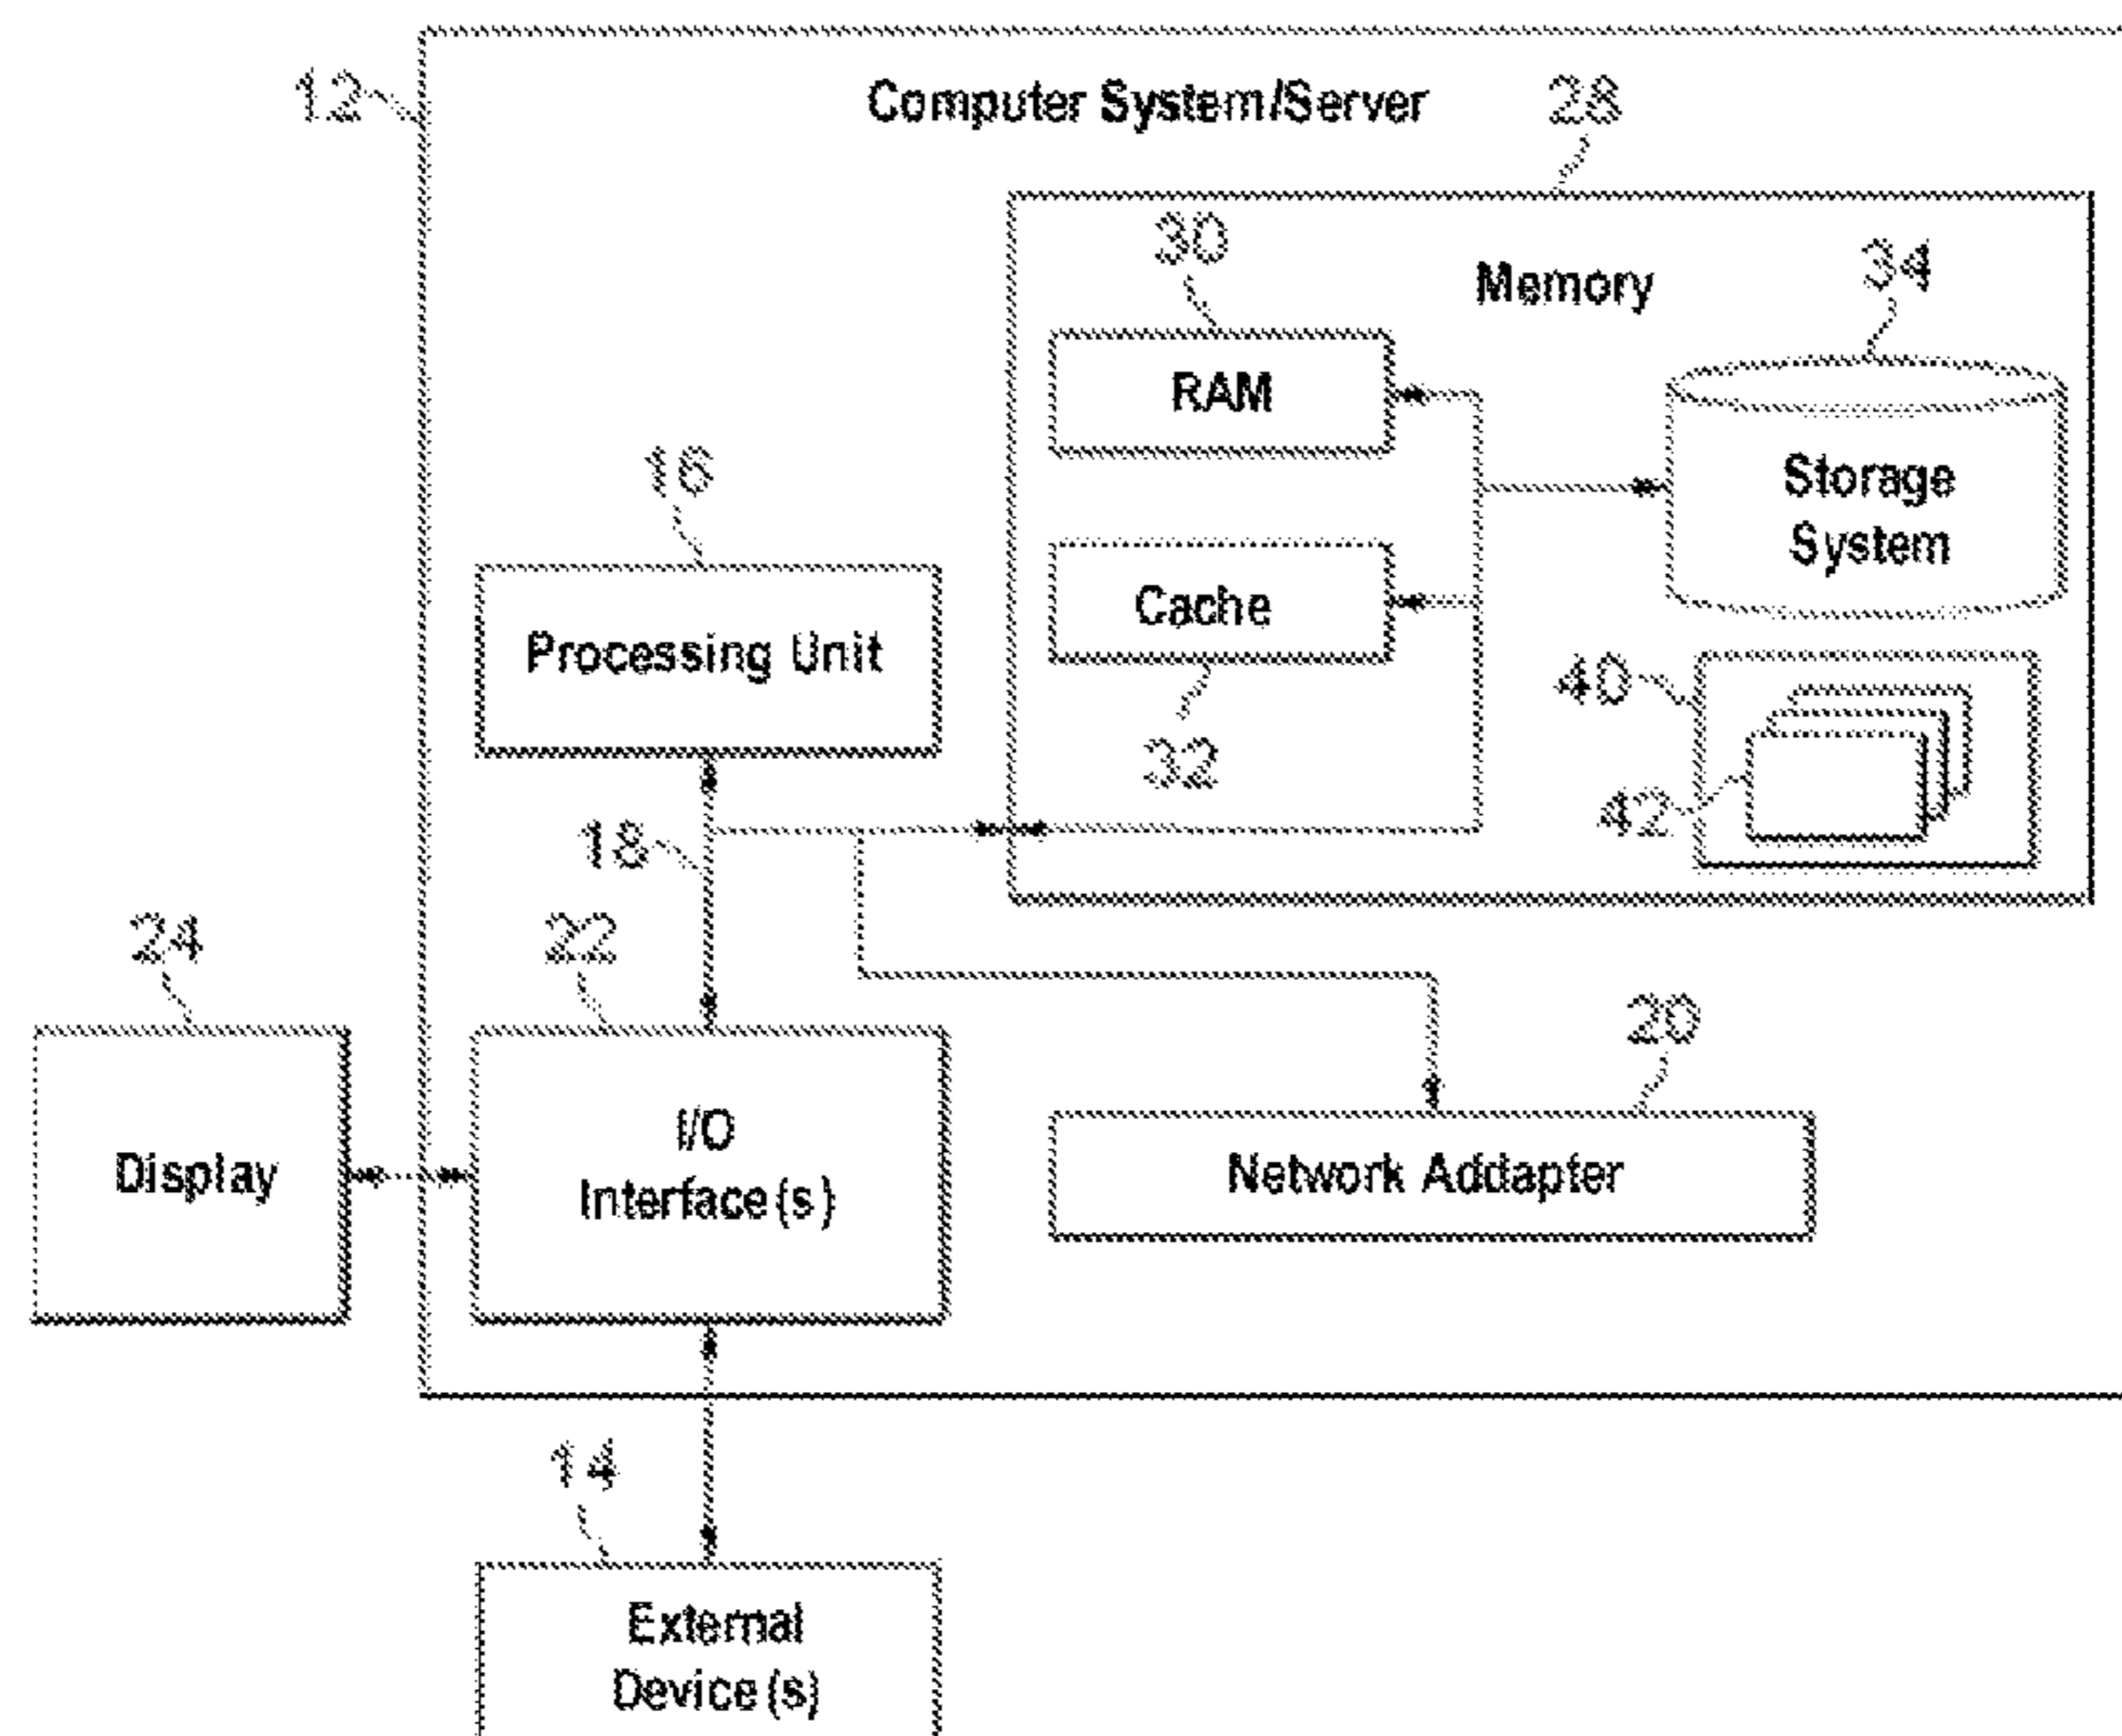 12
Computer System/Server
28
30
Memory
34
RAM
16
Storage
System
Cache
Processing Unit
40
32
42
18
24
22
20
I/O
Interface(s)
Display
Network Addapter
14
External
Device(s)